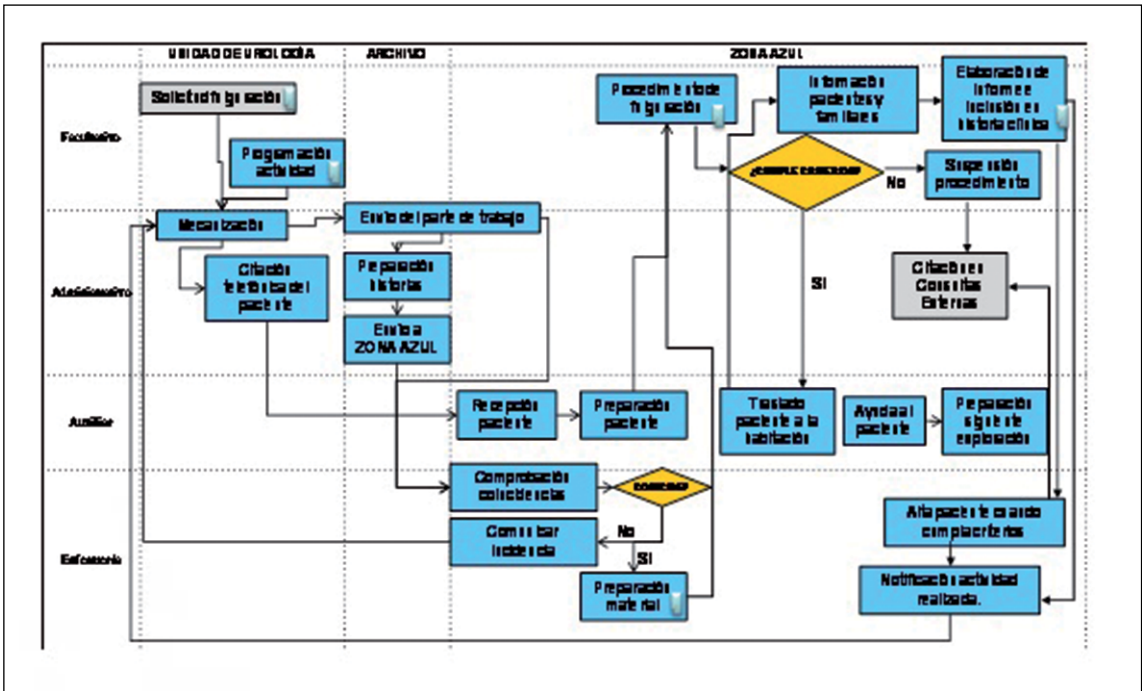 UNIDAD DE UROLOGÍA
ARCHIVO
ZONA AZUL
Facultativo
Solicitud
Programación
actividad
Procedimiento de
Información
pacientes y
familiares
Elaboración de
informe e
inclusión en
historia clínica
No
Suspensión
procedimiento
Administrativo
Mecanización
Citación
telefónica del
paciente
Envío del parte de trabajo
Preparación
historias
Envío a
ZONA AZUL
SI
Citación en
Consultas
Externas
Auxiliar
Recepción
paciente
Preparación
paciente
Traslado
paciente a la
habitación
Ayuda al
paciente
Preparación
siguiente
exploración
Enfermería
Comprobación
coincidencias
Comunicar
incidencia
No
SI
Preparación
material
Alta paciente cuando
cumpla criterios
Notificación actividad
realizada.